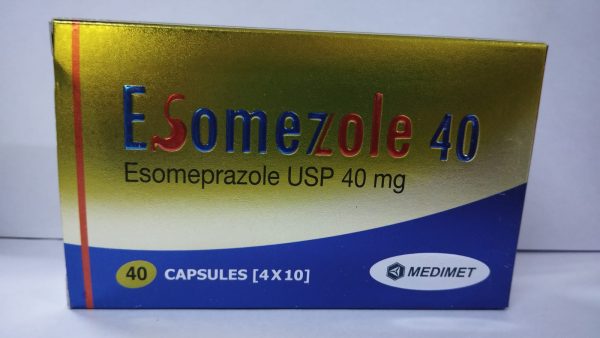 Esomezole 40
Esomeprazole USP 40 mg
40 CAPSULES [4X10]
MEDIMET